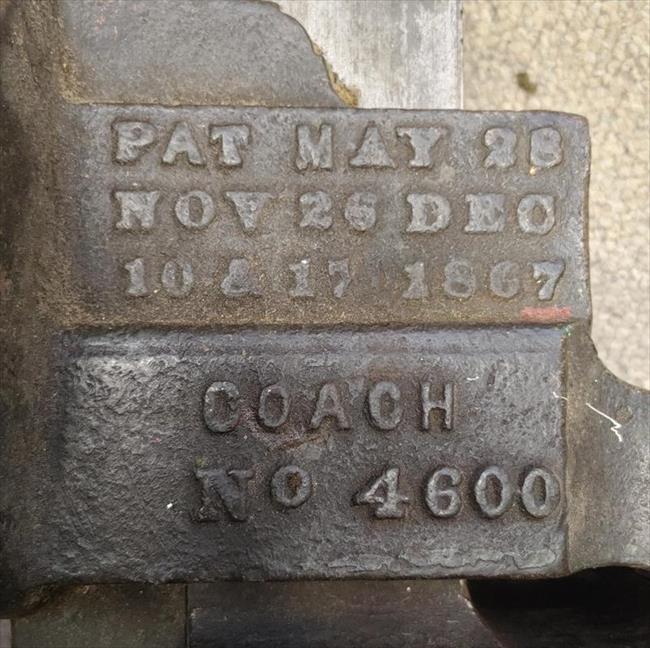 PAT MAY 28
NOV 26 DEC
10 & 17 1867
COACH
No 4600